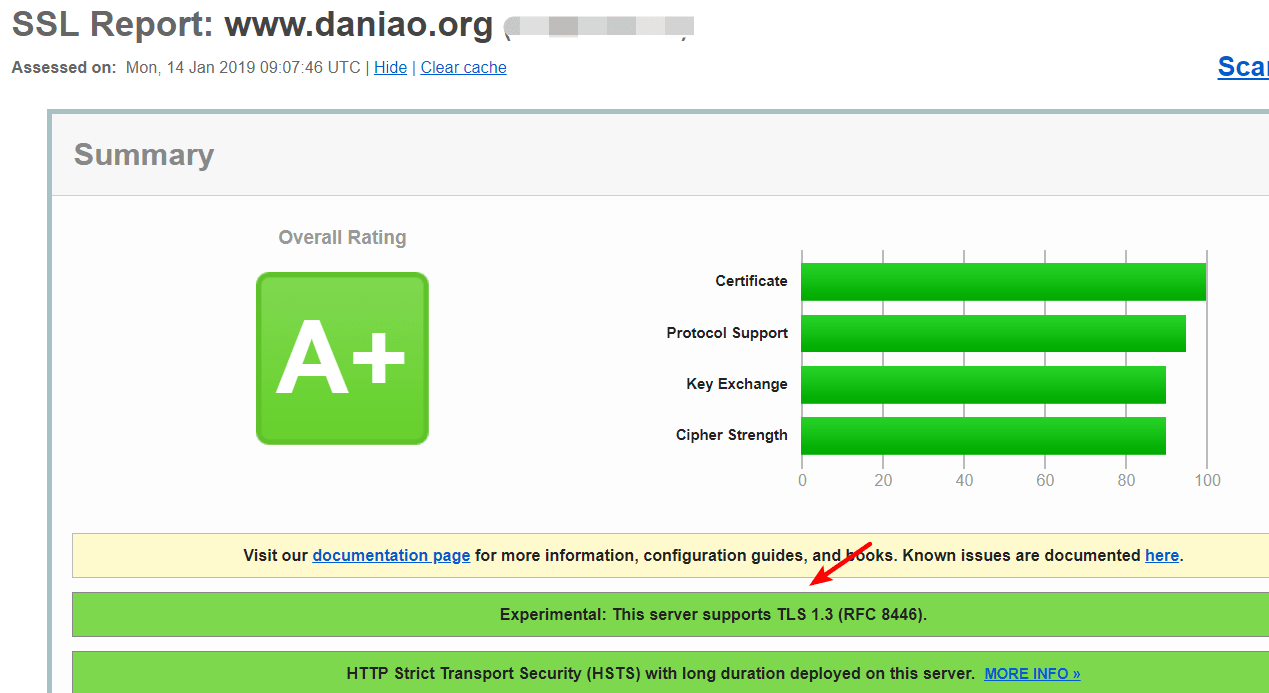 SSL Report: www.daniao.org
Assessed on: Mon, 14 Jan 2019 09:07:46 UTC | Hide | Clear cache
Summary
Overall Rating
A+
Certificate
Protocol Support
Key Exchange
Cipher Strength
0 20 40 60 80 100
Visit our documentation page for more information, configuration guides, and books. Known issues are documented here.
Experimental: This server supports TLS 1.3 (RFC 8446).
HTTP Strict Transport Security (HSTS) with long duration deployed on this server. MORE INFO »